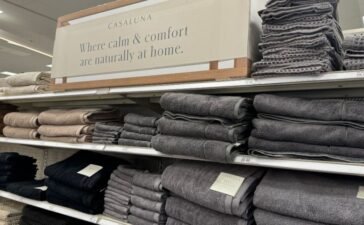 CASALUNA
Where calm & comfort
are naturally at home.